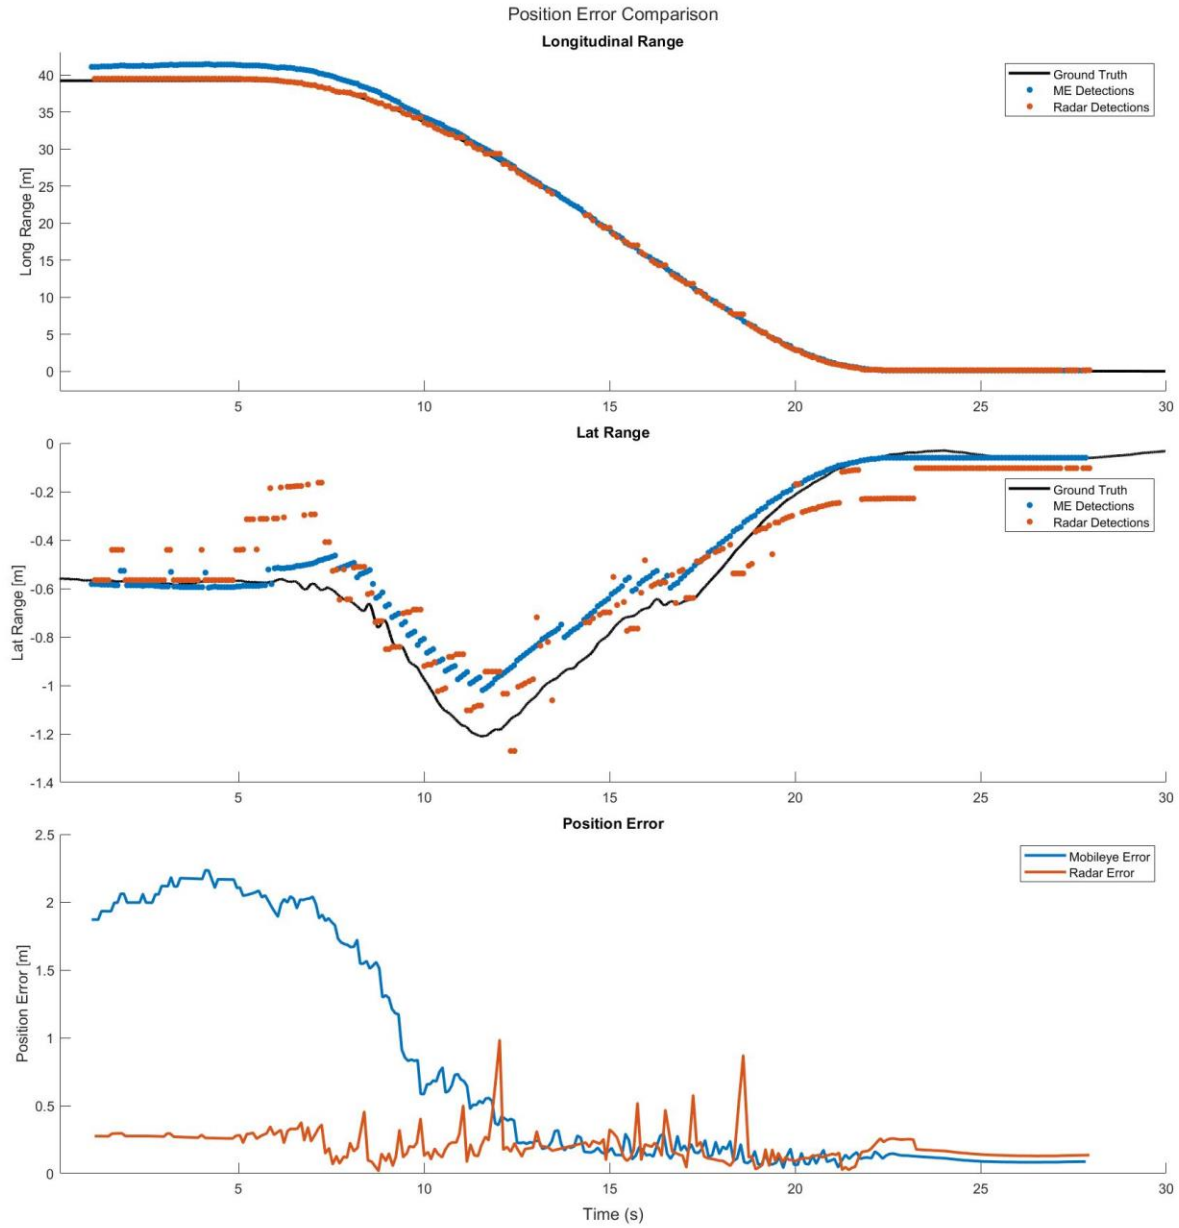 Position Error Comparison
Longitudinal Range
Long Range [m]
40
35
30
25
20
15
10
5
0
Ground Truth
ME Detections
Radar Detections
5 10 15 20 25 30
Lat Range
Lat Range [m]
0
-0.2
-0.4
-0.6
-0.8
-1
-1.2
-1.4
Ground Truth
ME Detections
Radar Detections
5 10 15 20 25 30
Position Error
Position Error [m]
2.5
2
1.5
1
0.5
0
Mobileye Error
Radar Error
5 10 15 20 25 30
Time (s)